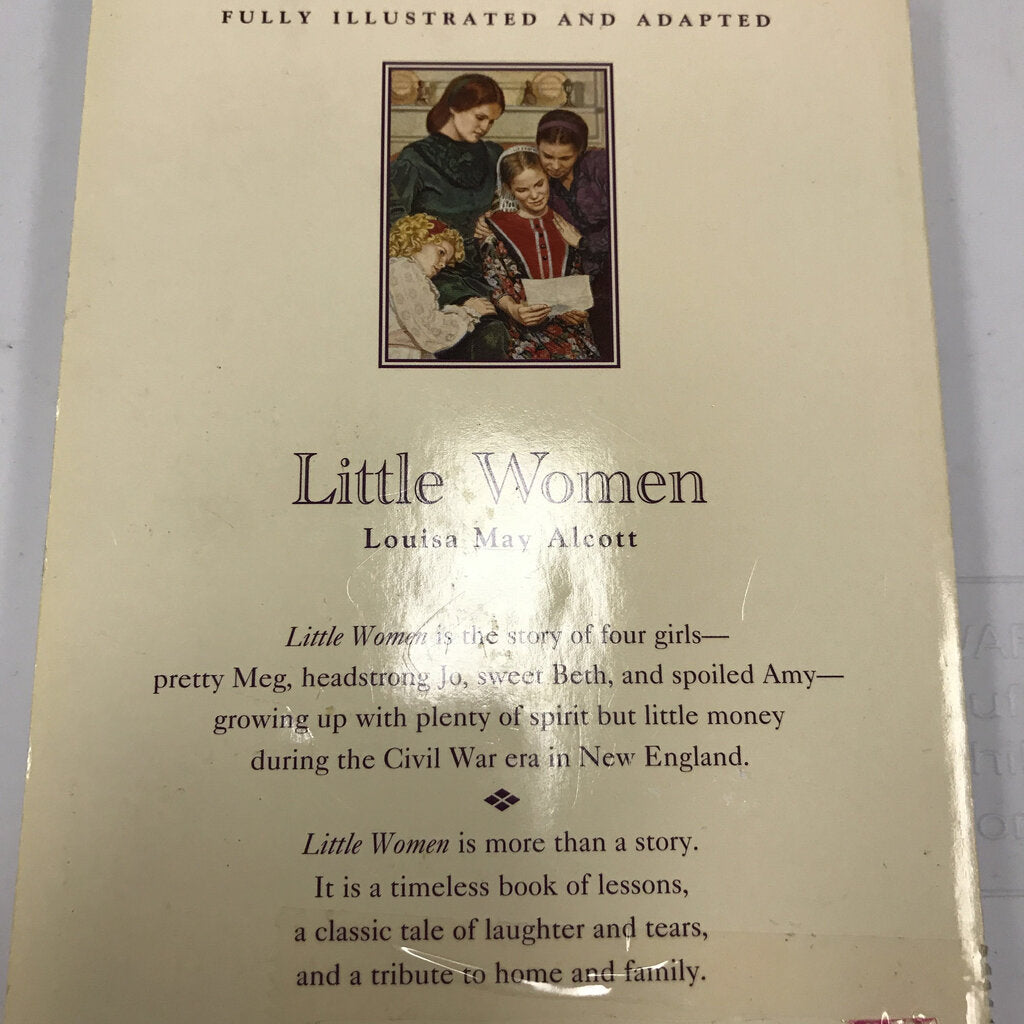 FULLY ILLUSTRATED AND ADAPTED
Little Women
Louisa May Alcott
Little Women is the story of four girls—
pretty Meg, headstrong Jo, sweet Beth, and spoiled Amy—
growing up with plenty of spirit but little money
during the Civil War era in New England.
Little Women is more than a story.
It is a timeless book of lessons,
a classic tale of laughter and tears,
and a tribute to home and family.